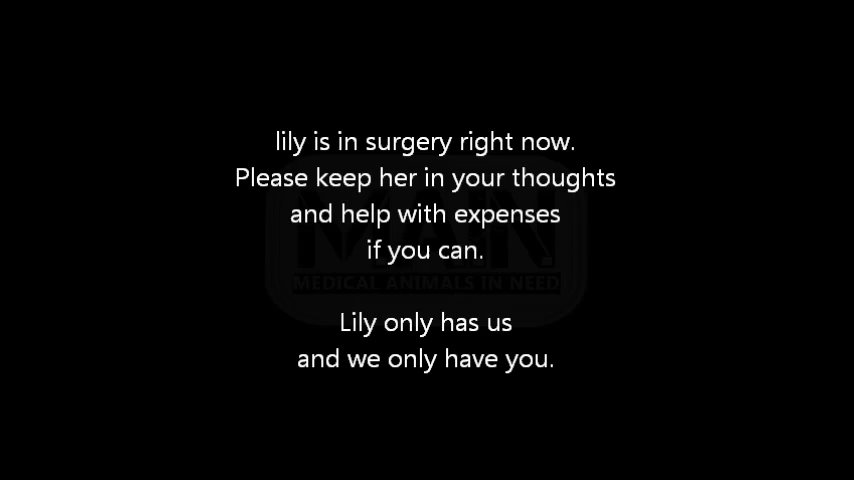 lily is in surgery right now.
Please keep her in your thoughts
and help with expenses
if you can.
M.A.I.N.
MEDICAL ANIMALS IN NEED
Lily only has us
and we only have you.